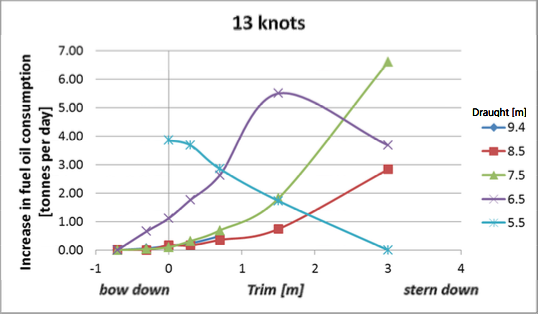 13 knots
Increase in fuel oil consumption
[tonnes per day]
7.00
6.00
5.00
4.00
3.00
2.00
1.00
0.00
-1 0 1 2 3 4
bow down Trim [m] stern down
Draught [m]
9.4
8.5
7.5
6.5
5.5